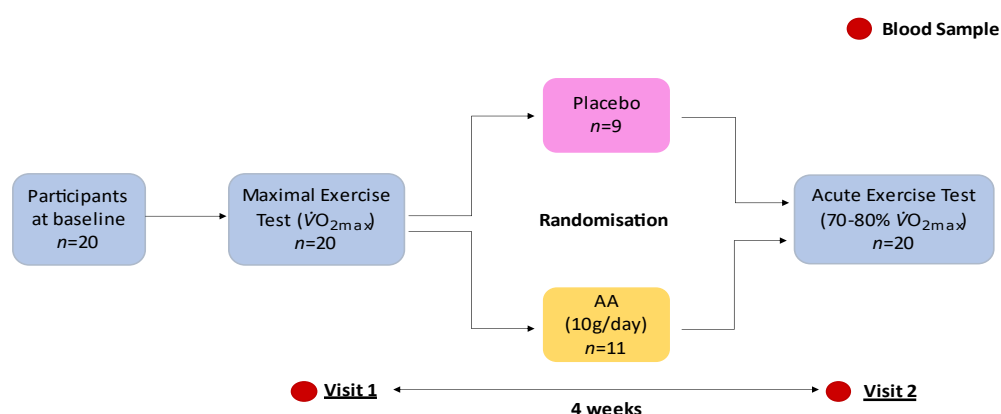 Blood Sample
Placebo
n=9
Participants
at baseline
n=20
Maximal Exercise
Test (V̇O₂max)
n=20
Randomisation
Acute Exercise Test
(70-80% V̇O₂max)
n=20
AA
(10g/day)
n=11
Visit 1
4 weeks
Visit 2